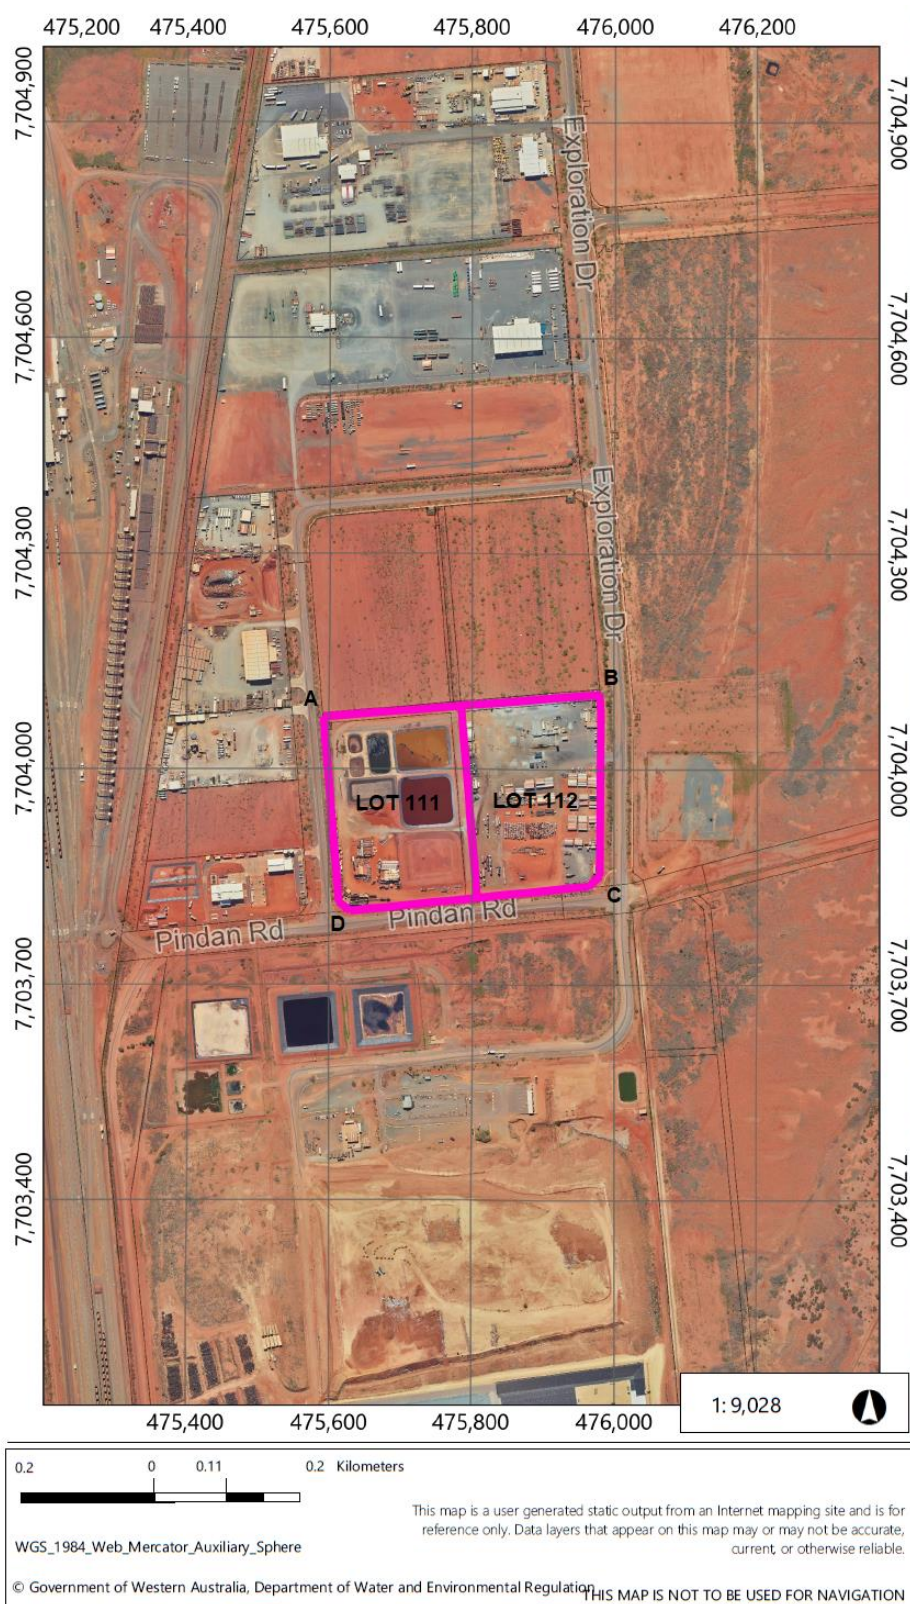 475,200 475,400 475,600 475,800 476,000 476,200
7,704,900
7,704,900
Exploration Dr
7,704,600
7,704,600
Exploration Dr
7,704,300
7,704,300
A
B
7,704,000
7,704,000
LOT 111
LOT 112
C
D
Pindan Rd
Pindan Rd
7,703,700
7,703,700
7,703,400
7,703,400
475,400 475,600 475,800 476,000
1: 9,028
0.2 0 0.11 0.2 Kilometers
This map is a user generated static output from an Internet mapping site and is for
reference only. Data layers that appear on this map may or may not be accurate,
current, or otherwise reliable.
WGS_1984_Web_Mercator_Auxiliary_Sphere
© Government of Western Australia, Department of Water and Environmental Regulation
THIS MAP IS NOT TO BE USED FOR NAVIGATION